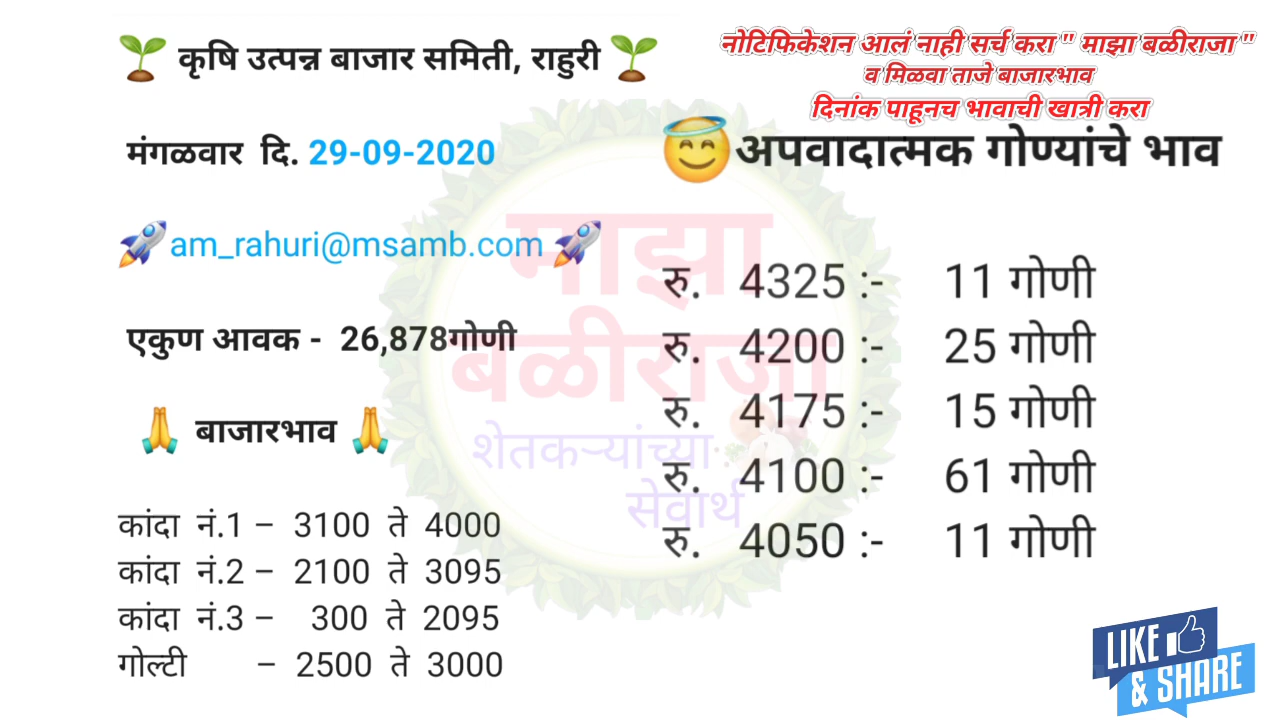 🌱 कृषि उत्पन्न बाजार समिती, राहुरी 🌱
मंगळवार दि. 29-09-2020
🚀am_rahuri@msamb.com 🚀
एकुण आवक - 26,878गोणी
🙏 बाजारभाव 🙏
कांदा नं.1 – 3100 ते 4000
कांदा नं.2 – 2100 ते 3095
कांदा नं.3 – 300 ते 2095
गोल्टी – 2500 ते 3000
नोटिफिकेशन आलं नाही सर्च करा " माझा बळीराजा "
व मिळवा ताजे बाजारभाव
दिनांक पाहूनच भावाची खात्री करा
😇अपवादात्मक गोण्यांचे भाव
रु. 4325 :- 11 गोणी
रु. 4200 :- 25 गोणी
रु. 4175 :- 15 गोणी
रु. 4100 :- 61 गोणी
रु. 4050 :- 11 गोणी
माझा
बळीराजा
शेतकऱ्यांच्या
सेवार्थ
LIKE
& SHARE